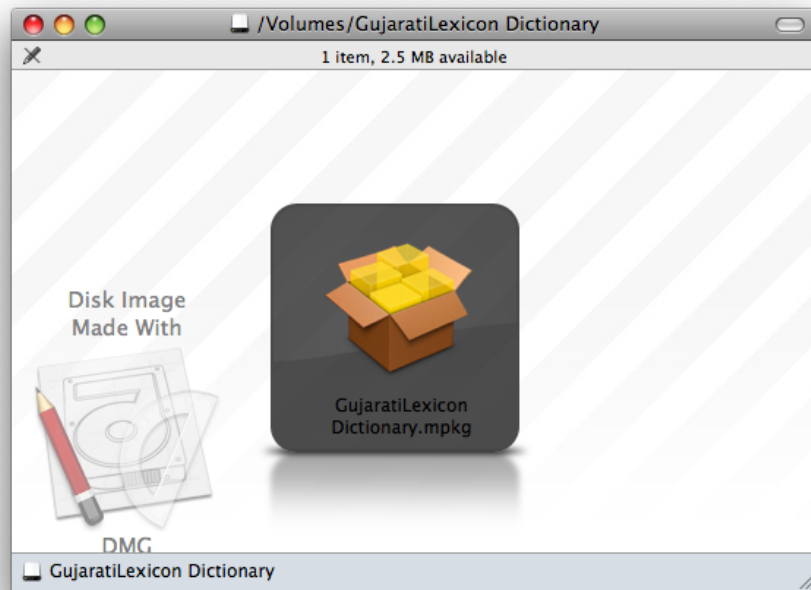 /Volumes/GujaratiLexicon Dictionary
1 item, 2.5 MB available
Disk Image
Made With
DMG
GujaratiLexicon
Dictionary.mpkg
GujaratiLexicon Dictionary